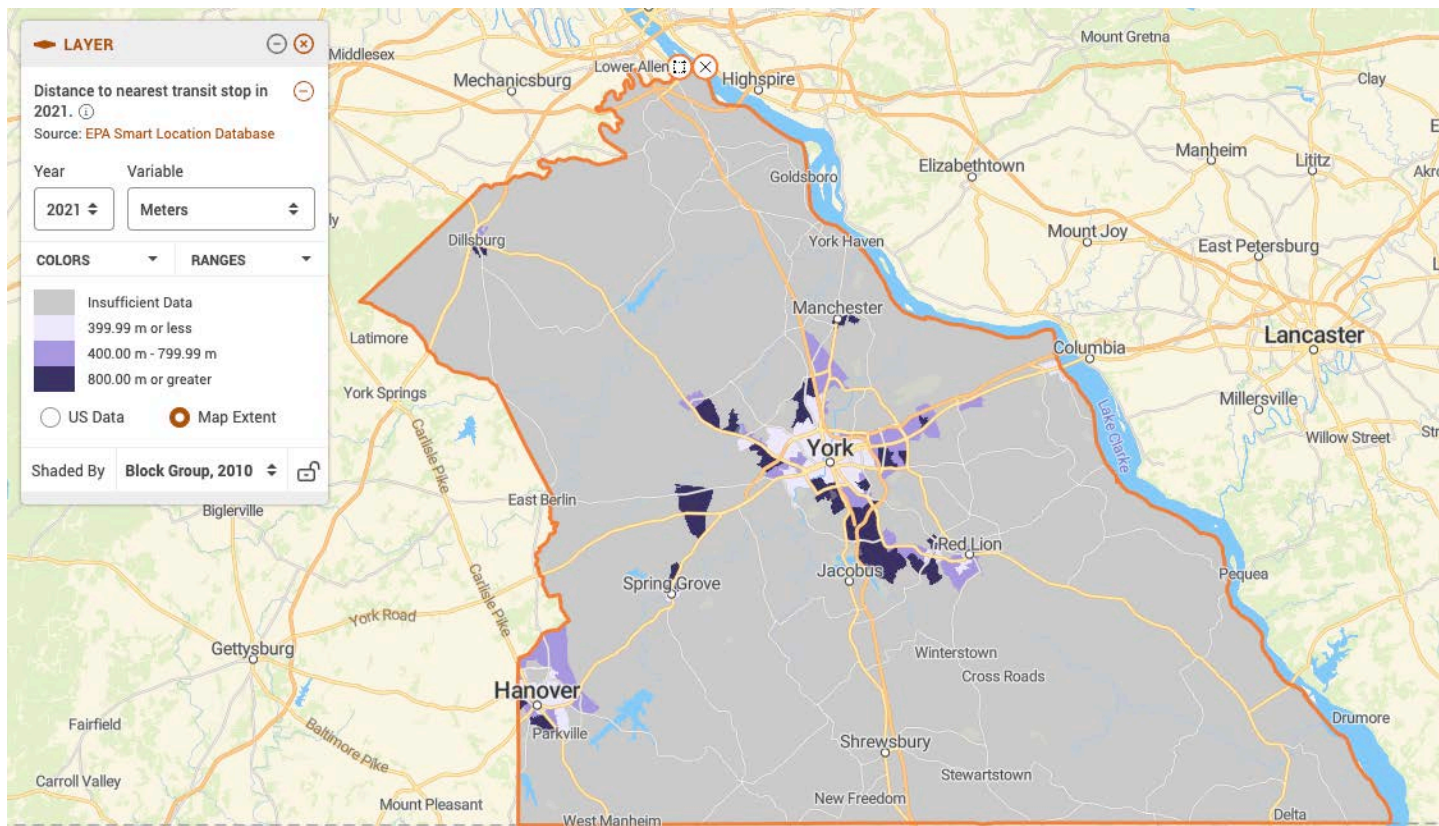 LAYER
Distance to nearest transit stop in
2021.
Source: EPA Smart Location Database
Year Variable
2021 Meters
COLORS RANGES
Insufficient Data
399.99 m or less
400.00 m - 799.99 m
800.00 m or greater
US Data Map Extent
Shaded By Block Group, 2010
Middlesex
Mechanicsburg
Lower Allen
Highspire
Mount Gretna
Clay
Elizabethtown
Manheim
Lititz
Goldsboro
Dillsburg
York Haven
Mount Joy
East Petersburg
Manchester
Latimore
Columbia
Lancaster
York Springs
Millersville
Willow Street
Lake Clarke
Carlisle Pike
York
East Berlin
Biglerville
Red Lion
Jacobus
Spring Grove
Pequea
Carlisle Pike
York Road
Gettysburg
Winterstown
Cross Roads
Hanover
Parkville
Fairfield
Baltimore Pike
Drumore
Shrewsbury
Carroll Valley
Stewartstown
Mount Pleasant
New Freedom
West Manheim
Delta